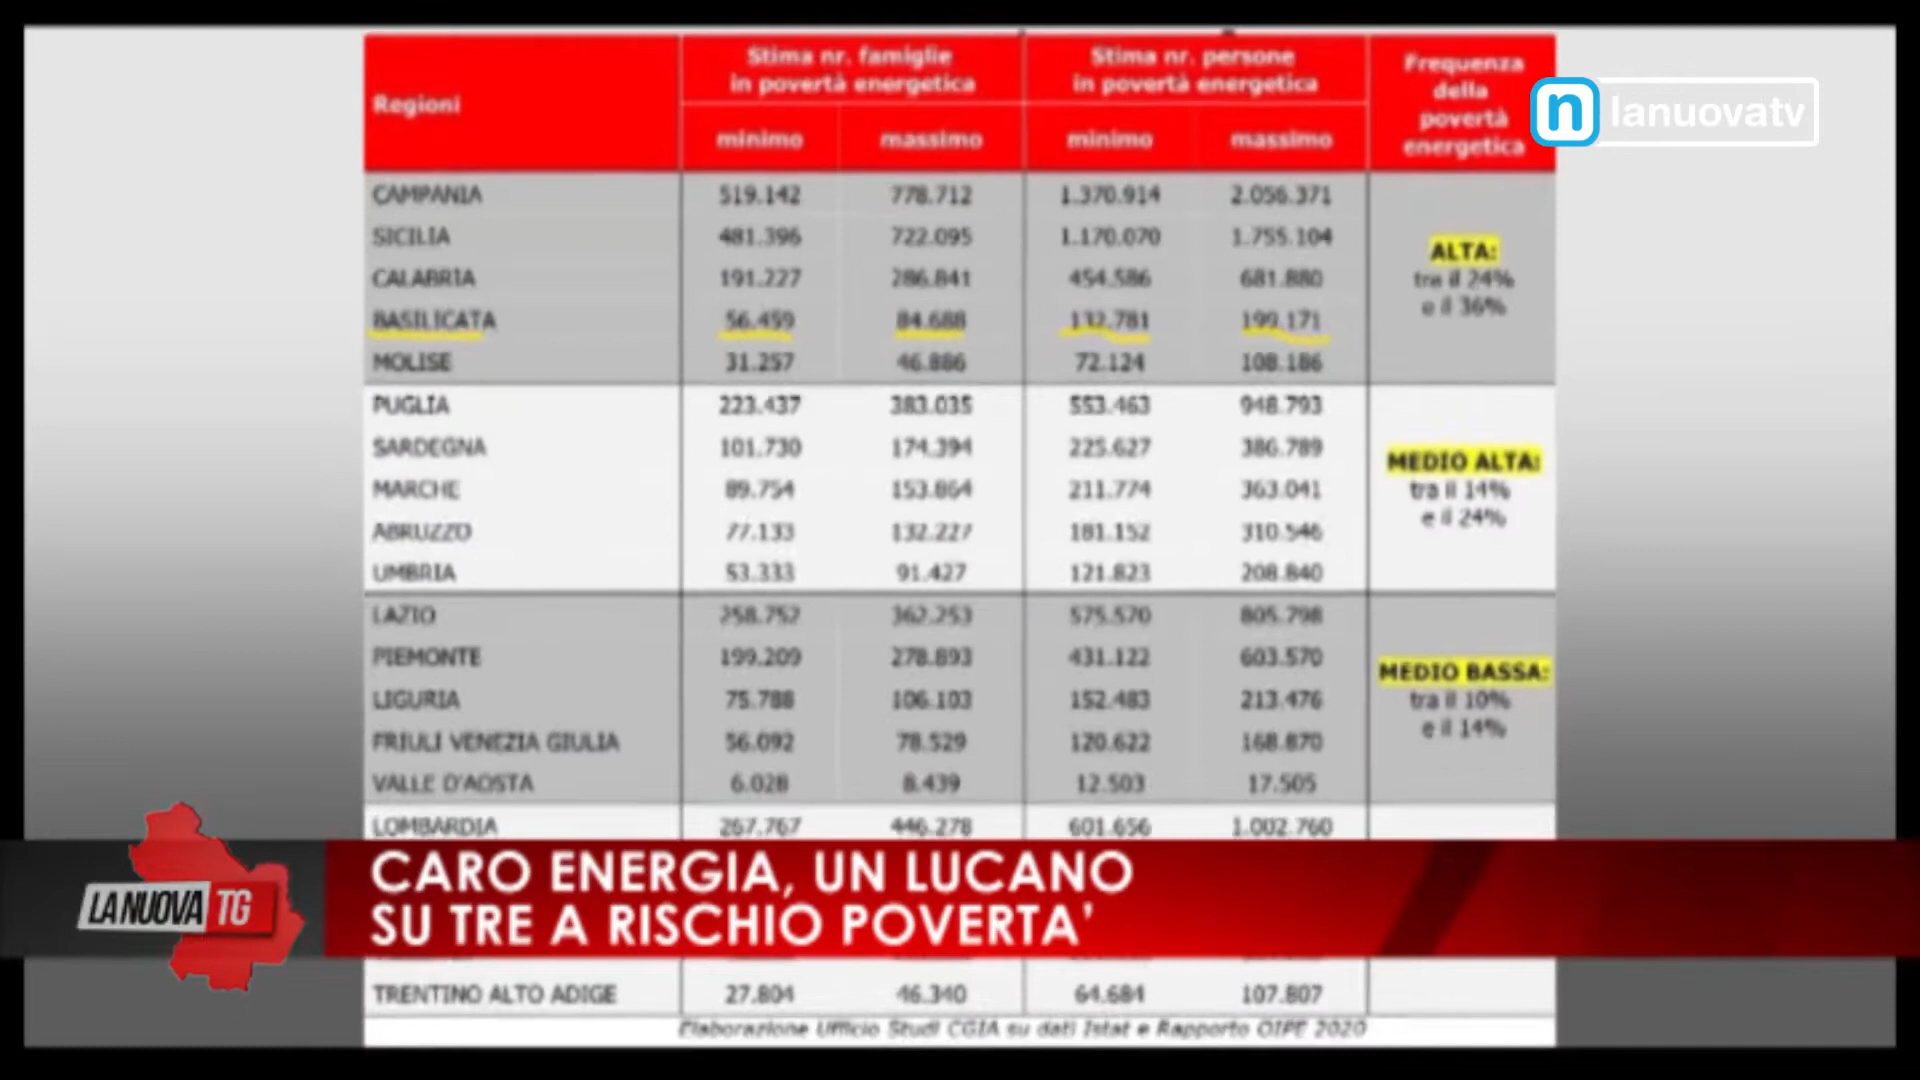 Regioni
Stima nr. famiglie
in povertà energetica
Stima nr. persone
in povertà energetica
Frequenza
della
povertà
energetica
minimo massimo minimo massimo
n lanuovatv
CAMPANIA 519.142 778.712 1.370.914 2.056.371
SICILIA 481.396 722.095 1.170.070 1.755.104
CALABRIA 191.227 286.841 454.586 681.880
BASILICATA 56.459 84.688 132.781 199.171
MOLISE 31.257 46.886 72.124 108.186
ALTA:
tra il 24%
e il 36%
PUGLIA 223.437 383.035 553.463 948.793
SARDEGNA 101.730 174.394 225.627 386.789
MARCHE 89.754 153.864 211.774 363.041
ABRUZZO 77.133 132.227 181.152 310.546
UMBRIA 53.333 91.427 121.823 208.840
MEDIO ALTA:
tra il 14%
e il 24%
LAZIO 258.752 362.253 575.570 805.798
PIEMONTE 199.209 278.893 431.122 603.570
LIGURIA 75.788 106.103 152.483 213.476
FRIULI VENEZIA GIULIA 56.092 78.529 120.622 168.870
VALLE D'AOSTA 6.028 8.439 12.503 17.505
MEDIO BASSA:
tra il 10%
e il 14%
LOMBARDIA 267.767 446.278 601.656 1.002.760
LA NUOVA TG
CARO ENERGIA, UN LUCANO
SU TRE A RISCHIO POVERTA'
TRENTINO ALTO ADIGE 27.804 46.340 64.684 107.807
Elaborazione Ufficio Studi CGIA su dati Istat e Rapporto OIPE 2020